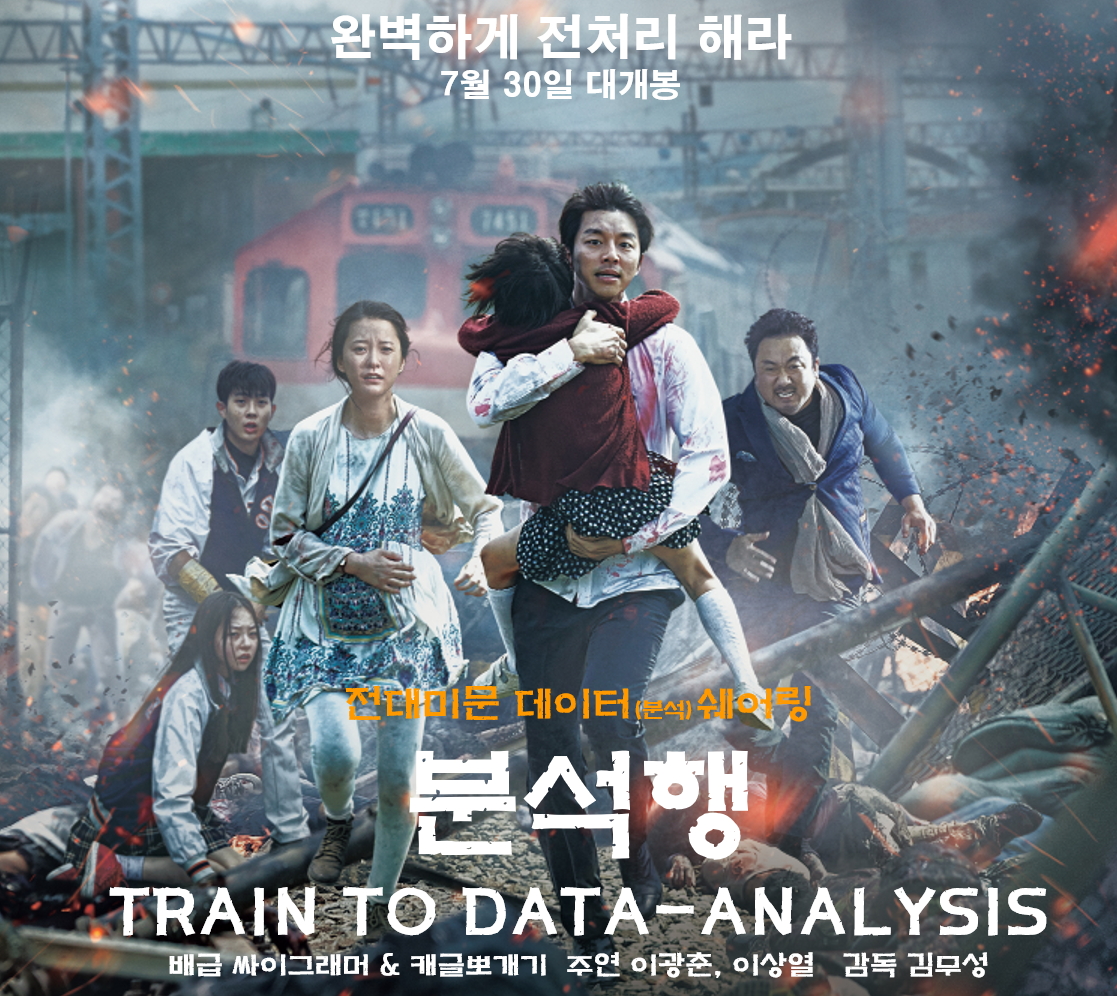 완벽하게 전처리 해라
7월 30일 대개봉
7451
전대미문 데이터(분석)쉐어링
분석행
TRAIN TO DATA-ANALYSIS
배급 싸이그래머 & 캐글뽀개기 주연 이광춘, 이상열 감독 김무성